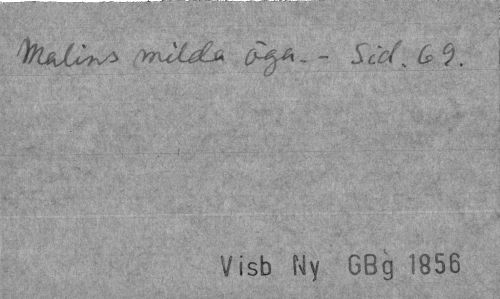 Malins milda öga. - Sid. 69.
Visb Ny GBg 1856